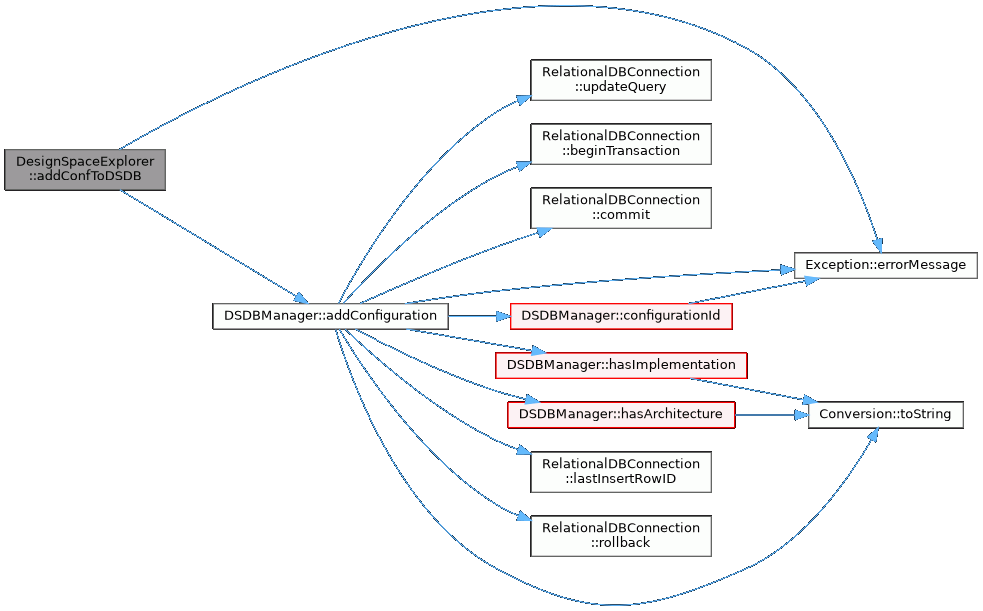 DesignSpaceExplorer
::addConfToDSDB
DSDBManager::addConfiguration
RelationalDBConnection
::updateQuery
RelationalDBConnection
::beginTransaction
RelationalDBConnection
::commit
Exception::errorMessage
DSDBManager::configurationId
DSDBManager::hasImplementation
DSDBManager::hasArchitecture
Conversion::toString
RelationalDBConnection
::lastInsertRowID
RelationalDBConnection
::rollback